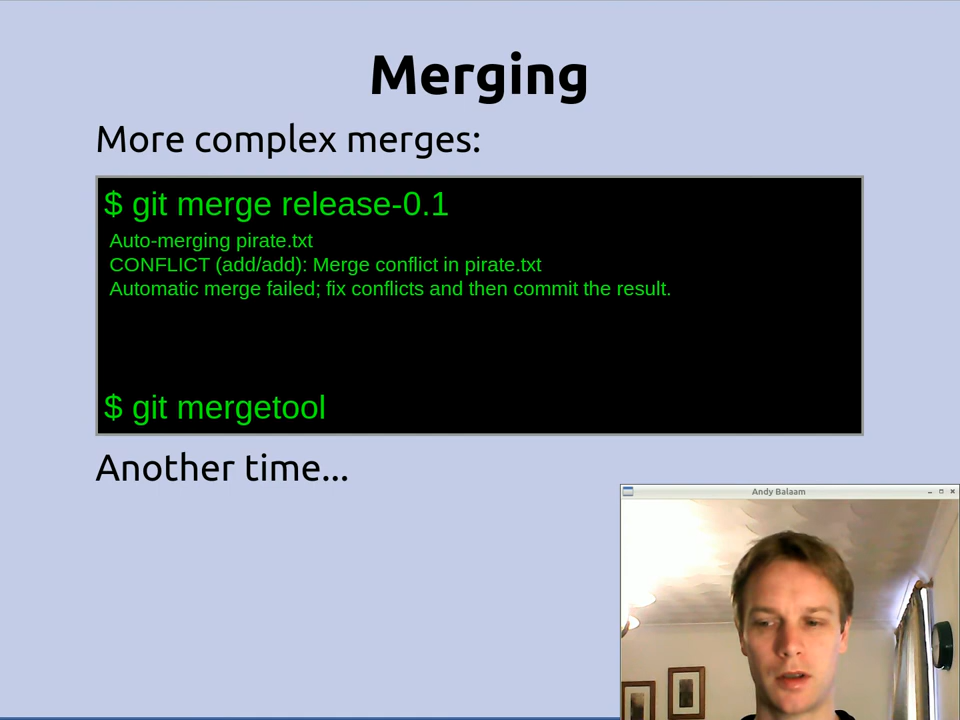 Merging
More complex merges:
$ git merge release-0.1
Auto-merging pirate.txt
CONFLICT (add/add): Merge conflict in pirate.txt
Automatic merge failed; fix conflicts and then commit the result.
$ git mergetool
Another time...
Andy Balaam